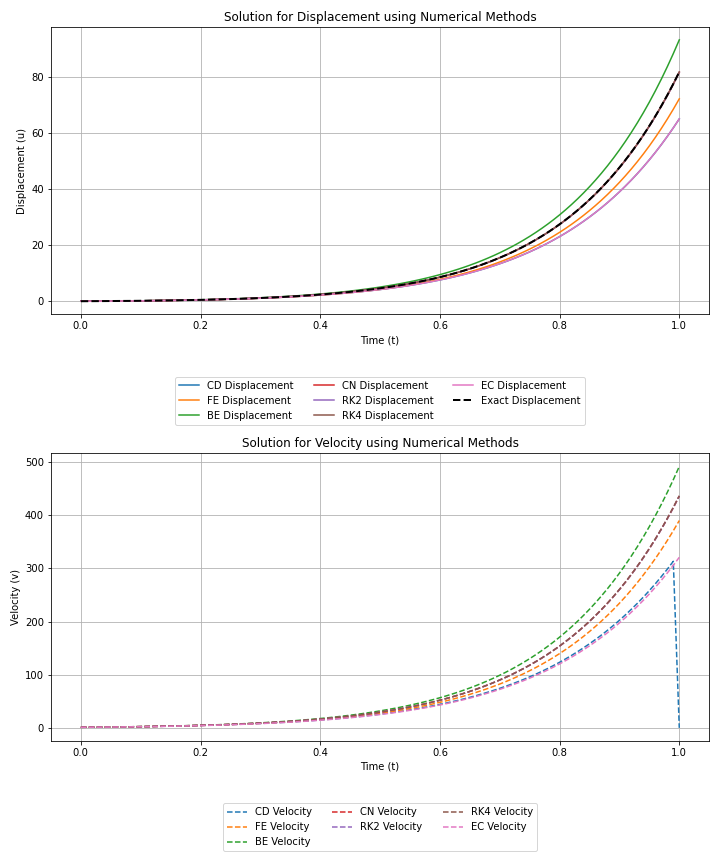 Solution for Displacement using Numerical Methods
Displacement (u)
80
60
40
20
0
0.0 0.2 0.4 0.6 0.8 1.0
Time (t)
CD Displacement CN Displacement EC Displacement
FE Displacement RK2 Displacement Exact Displacement
BE Displacement RK4 Displacement
Solution for Velocity using Numerical Methods
Velocity (v)
500
400
300
200
100
0
0.0 0.2 0.4 0.6 0.8 1.0
Time (t)
CD Velocity CN Velocity RK4 Velocity
FE Velocity RK2 Velocity EC Velocity
BE Velocity